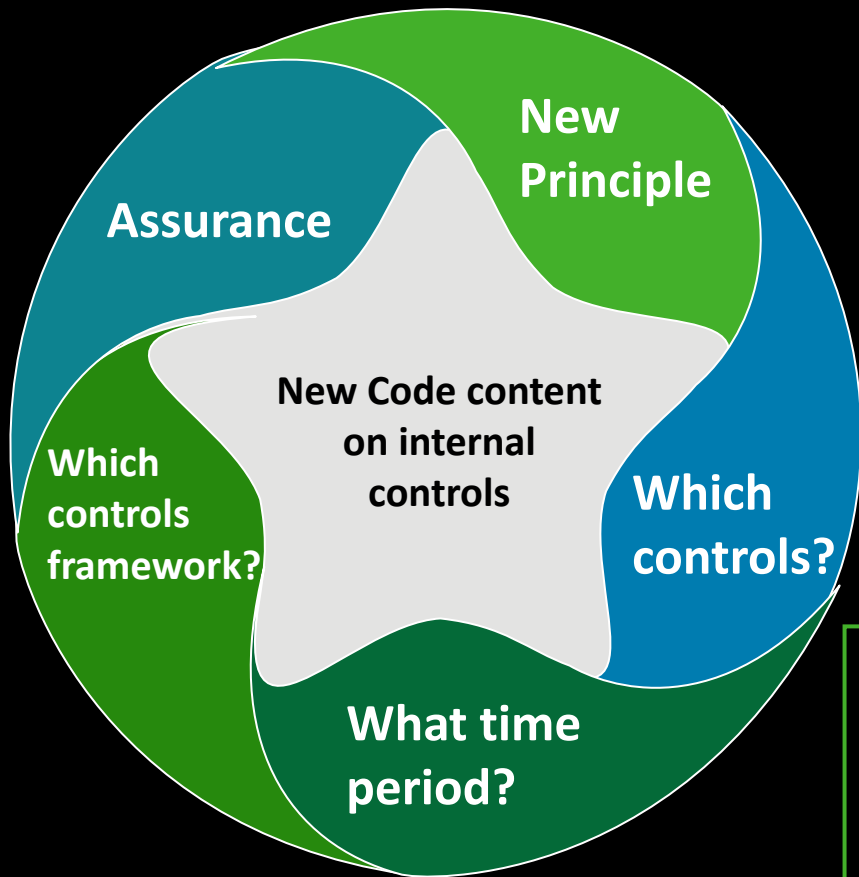 New
Principle
Assurance
New Code content
on internal
controls
Which
controls
framework?
Which
controls?
What time
period?